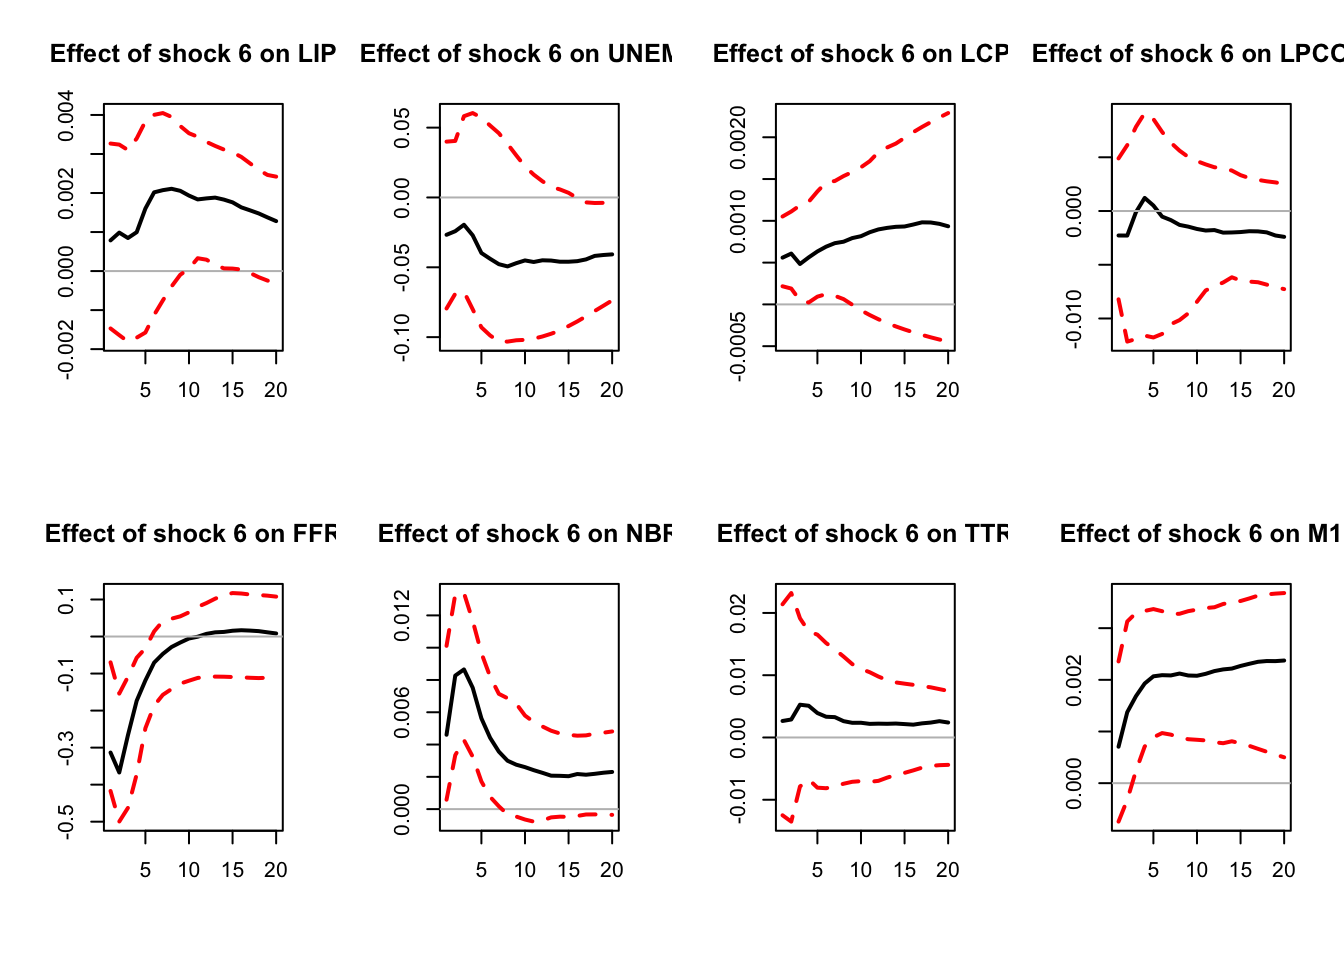 Effect of shock 6 on LIP
Effect of shock 6 on UNEM
Effect of shock 6 on LCP
Effect of shock 6 on LPCO
0.004
0.002
0.000
-0.002
5 10 15 20
0.05
0.00
-0.05
-0.10
5 10 15 20
0.0020
0.0010
-0.0005
5 10 15 20
0.000
-0.010
5 10 15 20
Effect of shock 6 on FFR
Effect of shock 6 on NBR
Effect of shock 6 on TTR
Effect of shock 6 on M1
0.1
-0.1
-0.3
-0.5
5 10 15 20
0.012
0.006
0.000
5 10 15 20
0.02
0.01
0.00
-0.01
5 10 15 20
0.002
0.000
5 10 15 20